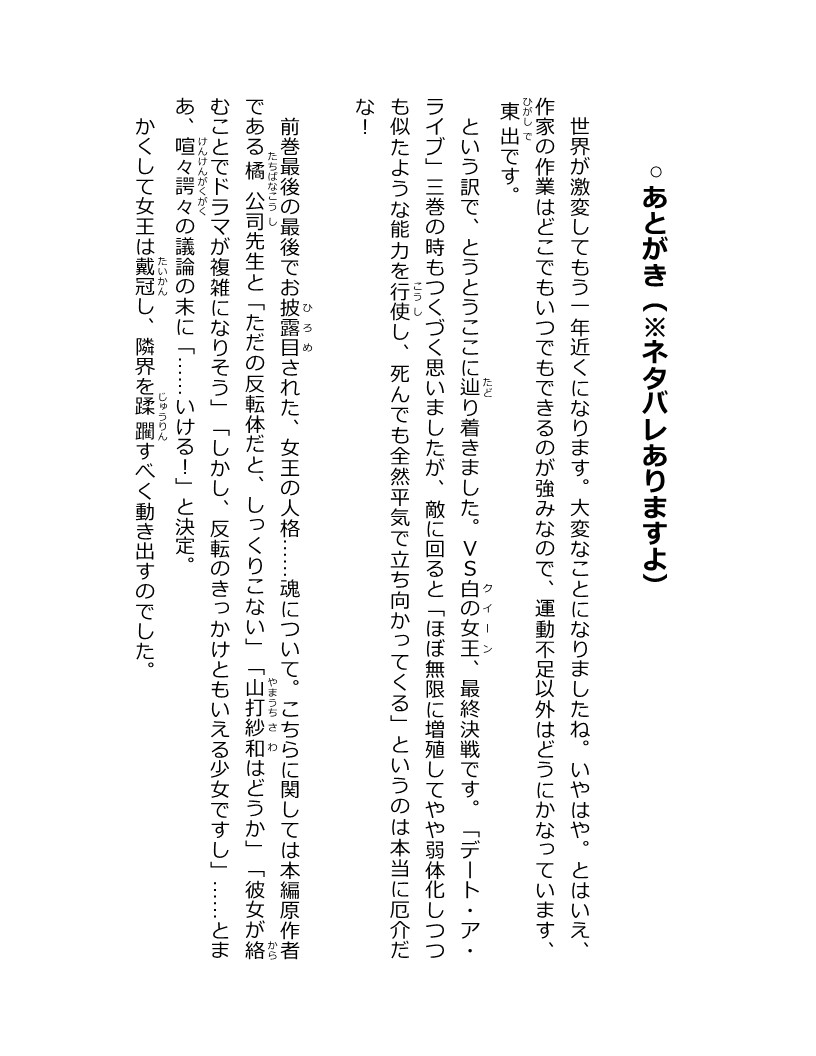 ○あとがき(※ネタバレありますよ)
世界が激変してもう一年近くになります。大変なことになりましたね。いやはや。とはいえ、
作家の作業はどこでもいつでもできるのが強みなので、運動不足以外はどうにかなっています、
東出です。
という訳で、とうとうここに辿り着きました。VS白の女王、最終決戦です。「デート・ア・
ライブ」三巻の時もつくづく思いましたが、敵に回ると「ほぼ無限に増殖してやや弱体化しつつ
も似たような能力を行使し、死んでも全然平気で立ち向かってくる」というのは本当に厄介だ
な!
前巻最後の最後でお披露目された、女王の人格……魂について。こちらに関しては本編原作者
である橘公司先生と「ただの反転体だと、しっくりこない」「山打紗和はどうか」「彼女が絡
むことでドラマが複雑になりそう」「しかし、反転のきっかけともいえる少女ですし」……とま
あ、喧々諤々の議論の末に「……いける!」と決定。
かくして女王は戴冠し、隣界を蹂躙すべく動き出すのでした。